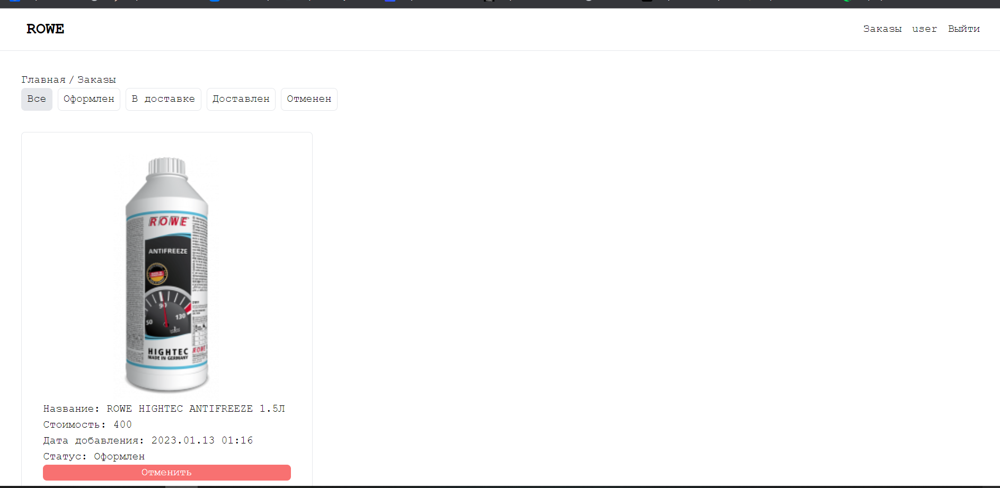 ROWE
Заказы user Выйти
Главная / Заказы
Все Оформлен В доставке Доставлен Отменен
ROWE
ANTIFREEZE
90
50 130
HIGHTEC ROWE
MADE IN GERMANY
Название: ROWE HIGHTEC ANTIFREEZE 1.5Л
Стоимость: 400
Дата добавления: 2023.01.13 01:16
Статус: Оформлен
Отменить